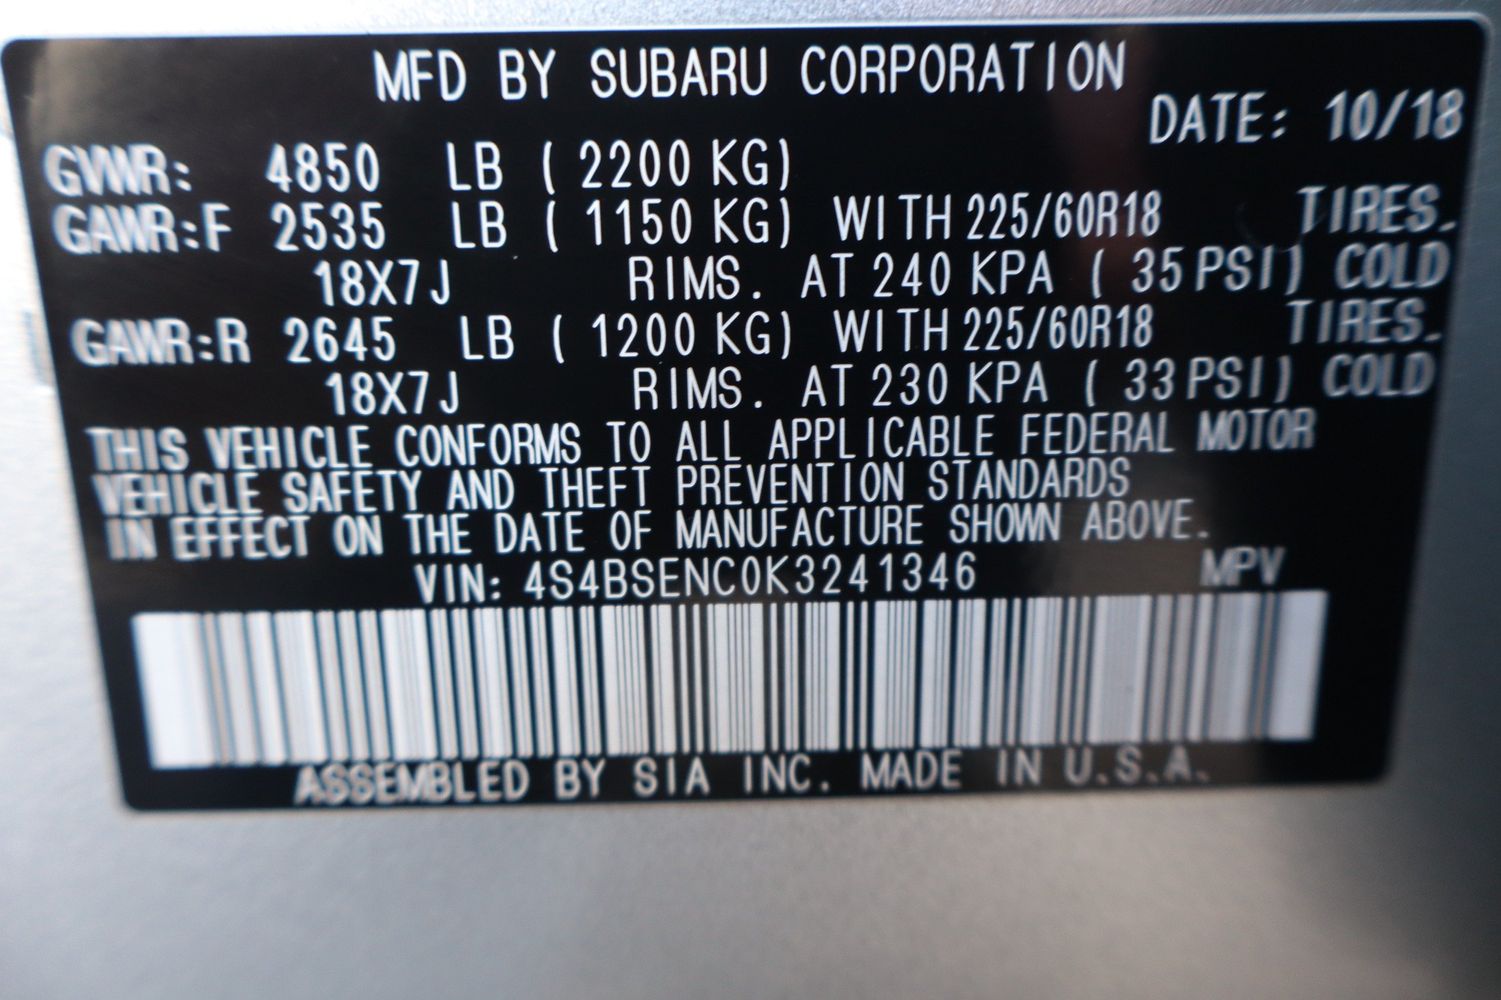 MFD BY SUBARU CORPORATION
DATE: 10/18
GVWR: 4850 LB ( 2200 KG)
GAWR:F 2535 LB ( 1150 KG) WITH 225/60R18 TIRES.
18X7J RIMS. AT 240 KPA ( 35 PSI) COLD
GAWR:R 2645 LB ( 1200 KG) WITH 225/60R18 TIRES.
18X7J RIMS. AT 230 KPA ( 33 PSI) COLD
THIS VEHICLE CONFORMS TO ALL APPLICABLE FEDERAL MOTOR
VEHICLE SAFETY AND THEFT PREVENTION STANDARDS
IN EFFECT ON THE DATE OF MANUFACTURE SHOWN ABOVE.
VIN: 4S4BSENC0K3241346 MPV
ASSEMBLED BY SIA INC. MADE IN U.S.A.